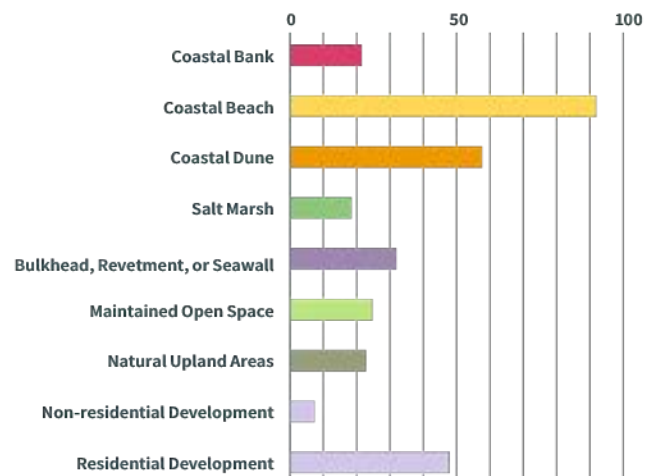 0 50 100
Coastal Bank
Coastal Beach
Coastal Dune
Salt Marsh
Bulkhead, Revetment, or Seawall
Maintained Open Space
Natural Upland Areas
Non-residential Development
Residential Development